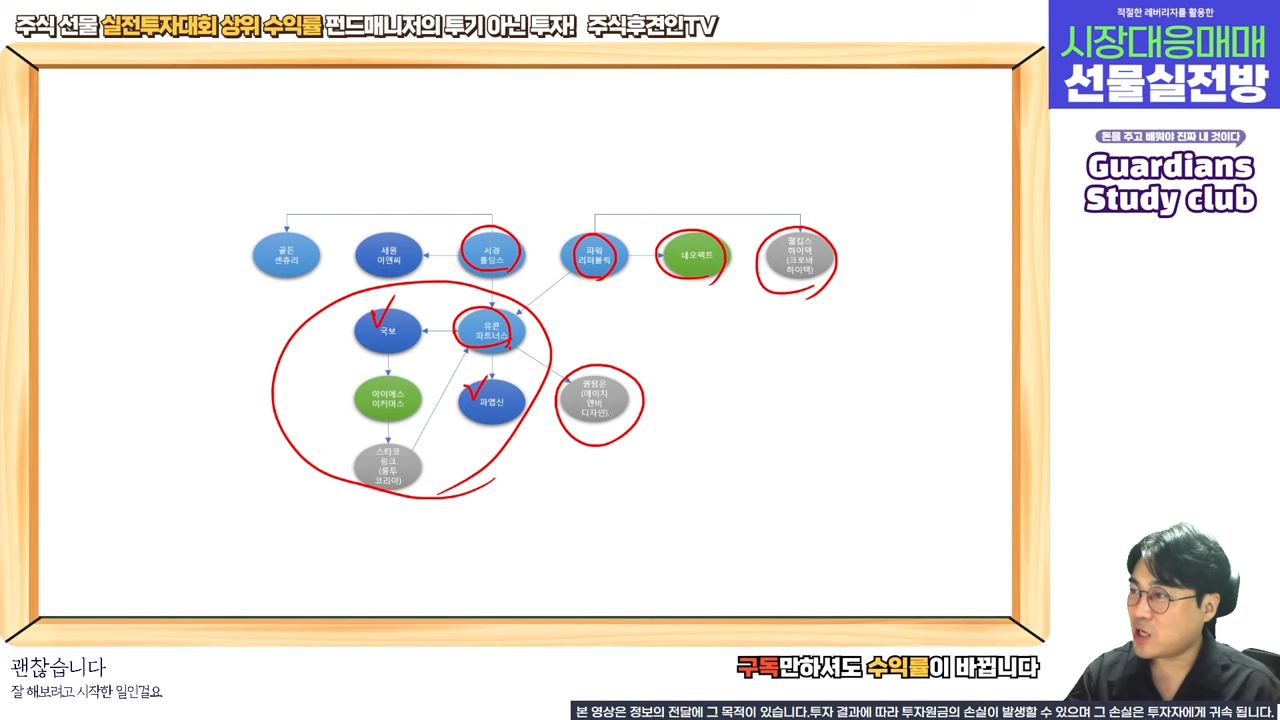 주식 선물 실전투자대회 상위 수익률 펀드매니저의 투기 아닌 투자! 주식후견인TV
적절한 레버리지를 활용한
시장대응매매
선물실전방
돈을 주고 배워야 진짜 내 것이다
Guardians
Study club
골든
센츄리
세원
이앤씨
서경
홀딩스
파워
리퍼블릭
네오팩트
웰킵스
하이텍
(크로바
하이텍)
국보
유콘
파트너스
아이에스
이커머스
파멥신
퀀텀온
(에이치
앤비
디자인)
스타코
링크
(룽투
코리아)
괜찮습니다
잘 해보려고 시작한 일인걸요
구독만하셔도 수익률이 바뀝니다
본 영상은 정보의 전달에 그 목적이 있습니다.투자 결과에 따라 투자원금의 손실이 발생할 수 있으며 그 손실은 투자자에게 귀속 됩니다.